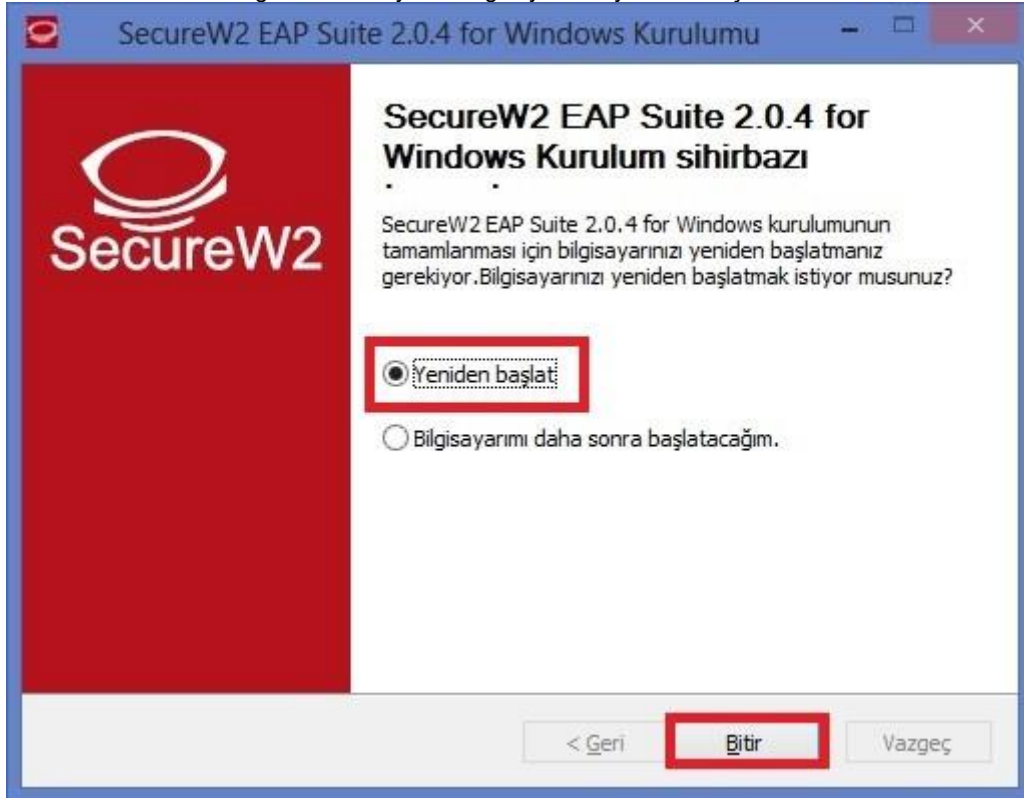 SecureW2 EAP Suite 2.0.4 for Windows Kurulumu
SecureW2
SecureW2 EAP Suite 2.0.4 for
Windows Kurulum sihirbazı
SecureW2 EAP Suite 2.0.4 for Windows kurulumunun
tamamlanması için bilgisayarınızı yeniden başlatmanız
gerekiyor.Bilgisayarınızı yeniden başlatmak istiyor musunuz?
Yeniden başlat
Bilgisayarımı daha sonra başlatacağım.
< Geri
Bitir
Vazgeç